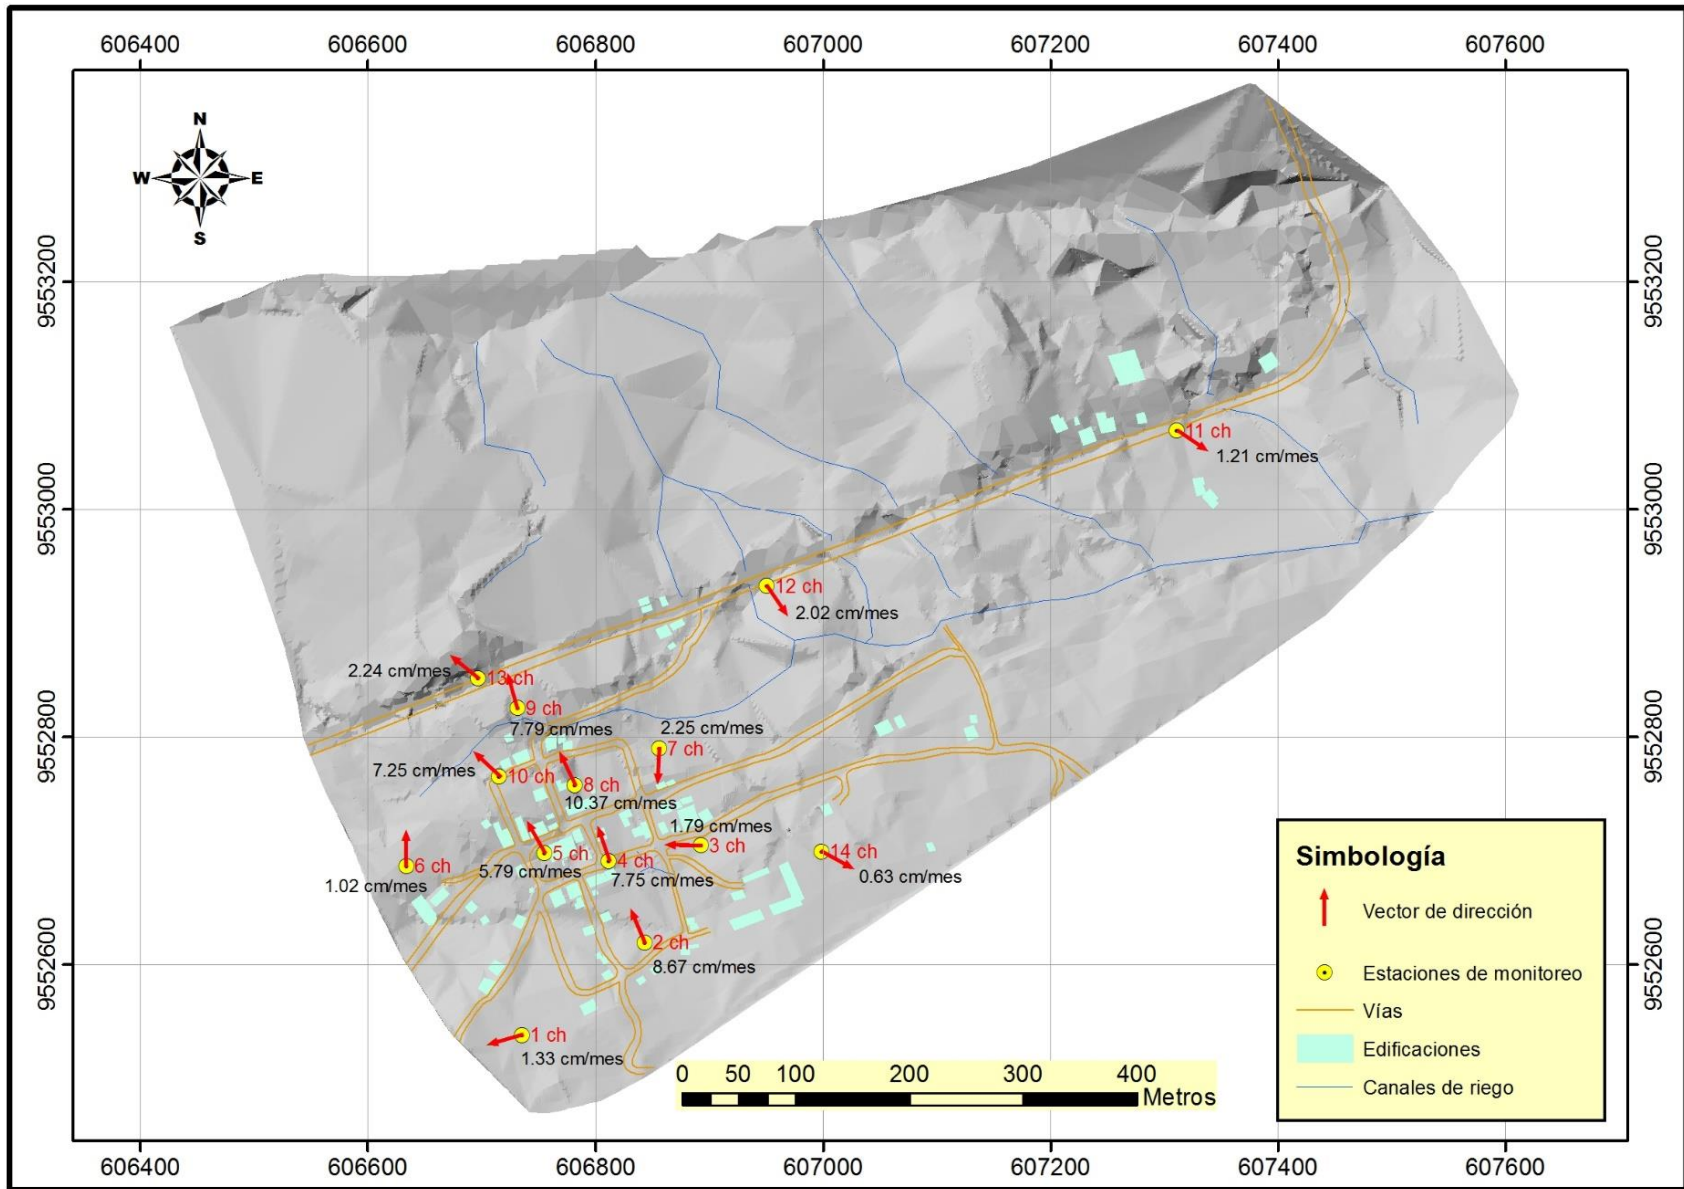 606400 606600 606800 607000 607200 607400 607600
N
W E
S
9553200 9553200
11 ch
1.21 cm/mes
9553000 9553000
12 ch
2.02 cm/mes
2.24 cm/mes
13 ch
9 ch
7.79 cm/mes
2.25 cm/mes
9552800 9552800
7 ch
7.25 cm/mes
10 ch
8 ch
10.37 cm/mes
1.79 cm/mes
3 ch
14 ch
5 ch
4 ch
6 ch
5.79 cm/mes
7.75 cm/mes
0.63 cm/mes
1.02 cm/mes
2 ch
8.67 cm/mes
9552600 9552600
1 ch
1.33 cm/mes
0 50 100 200 300 400
Metros
Simbología
Vector de dirección
Estaciones de monitoreo
Vías
Edificaciones
Canales de riego
606400 606600 606800 607000 607200 607400 607600